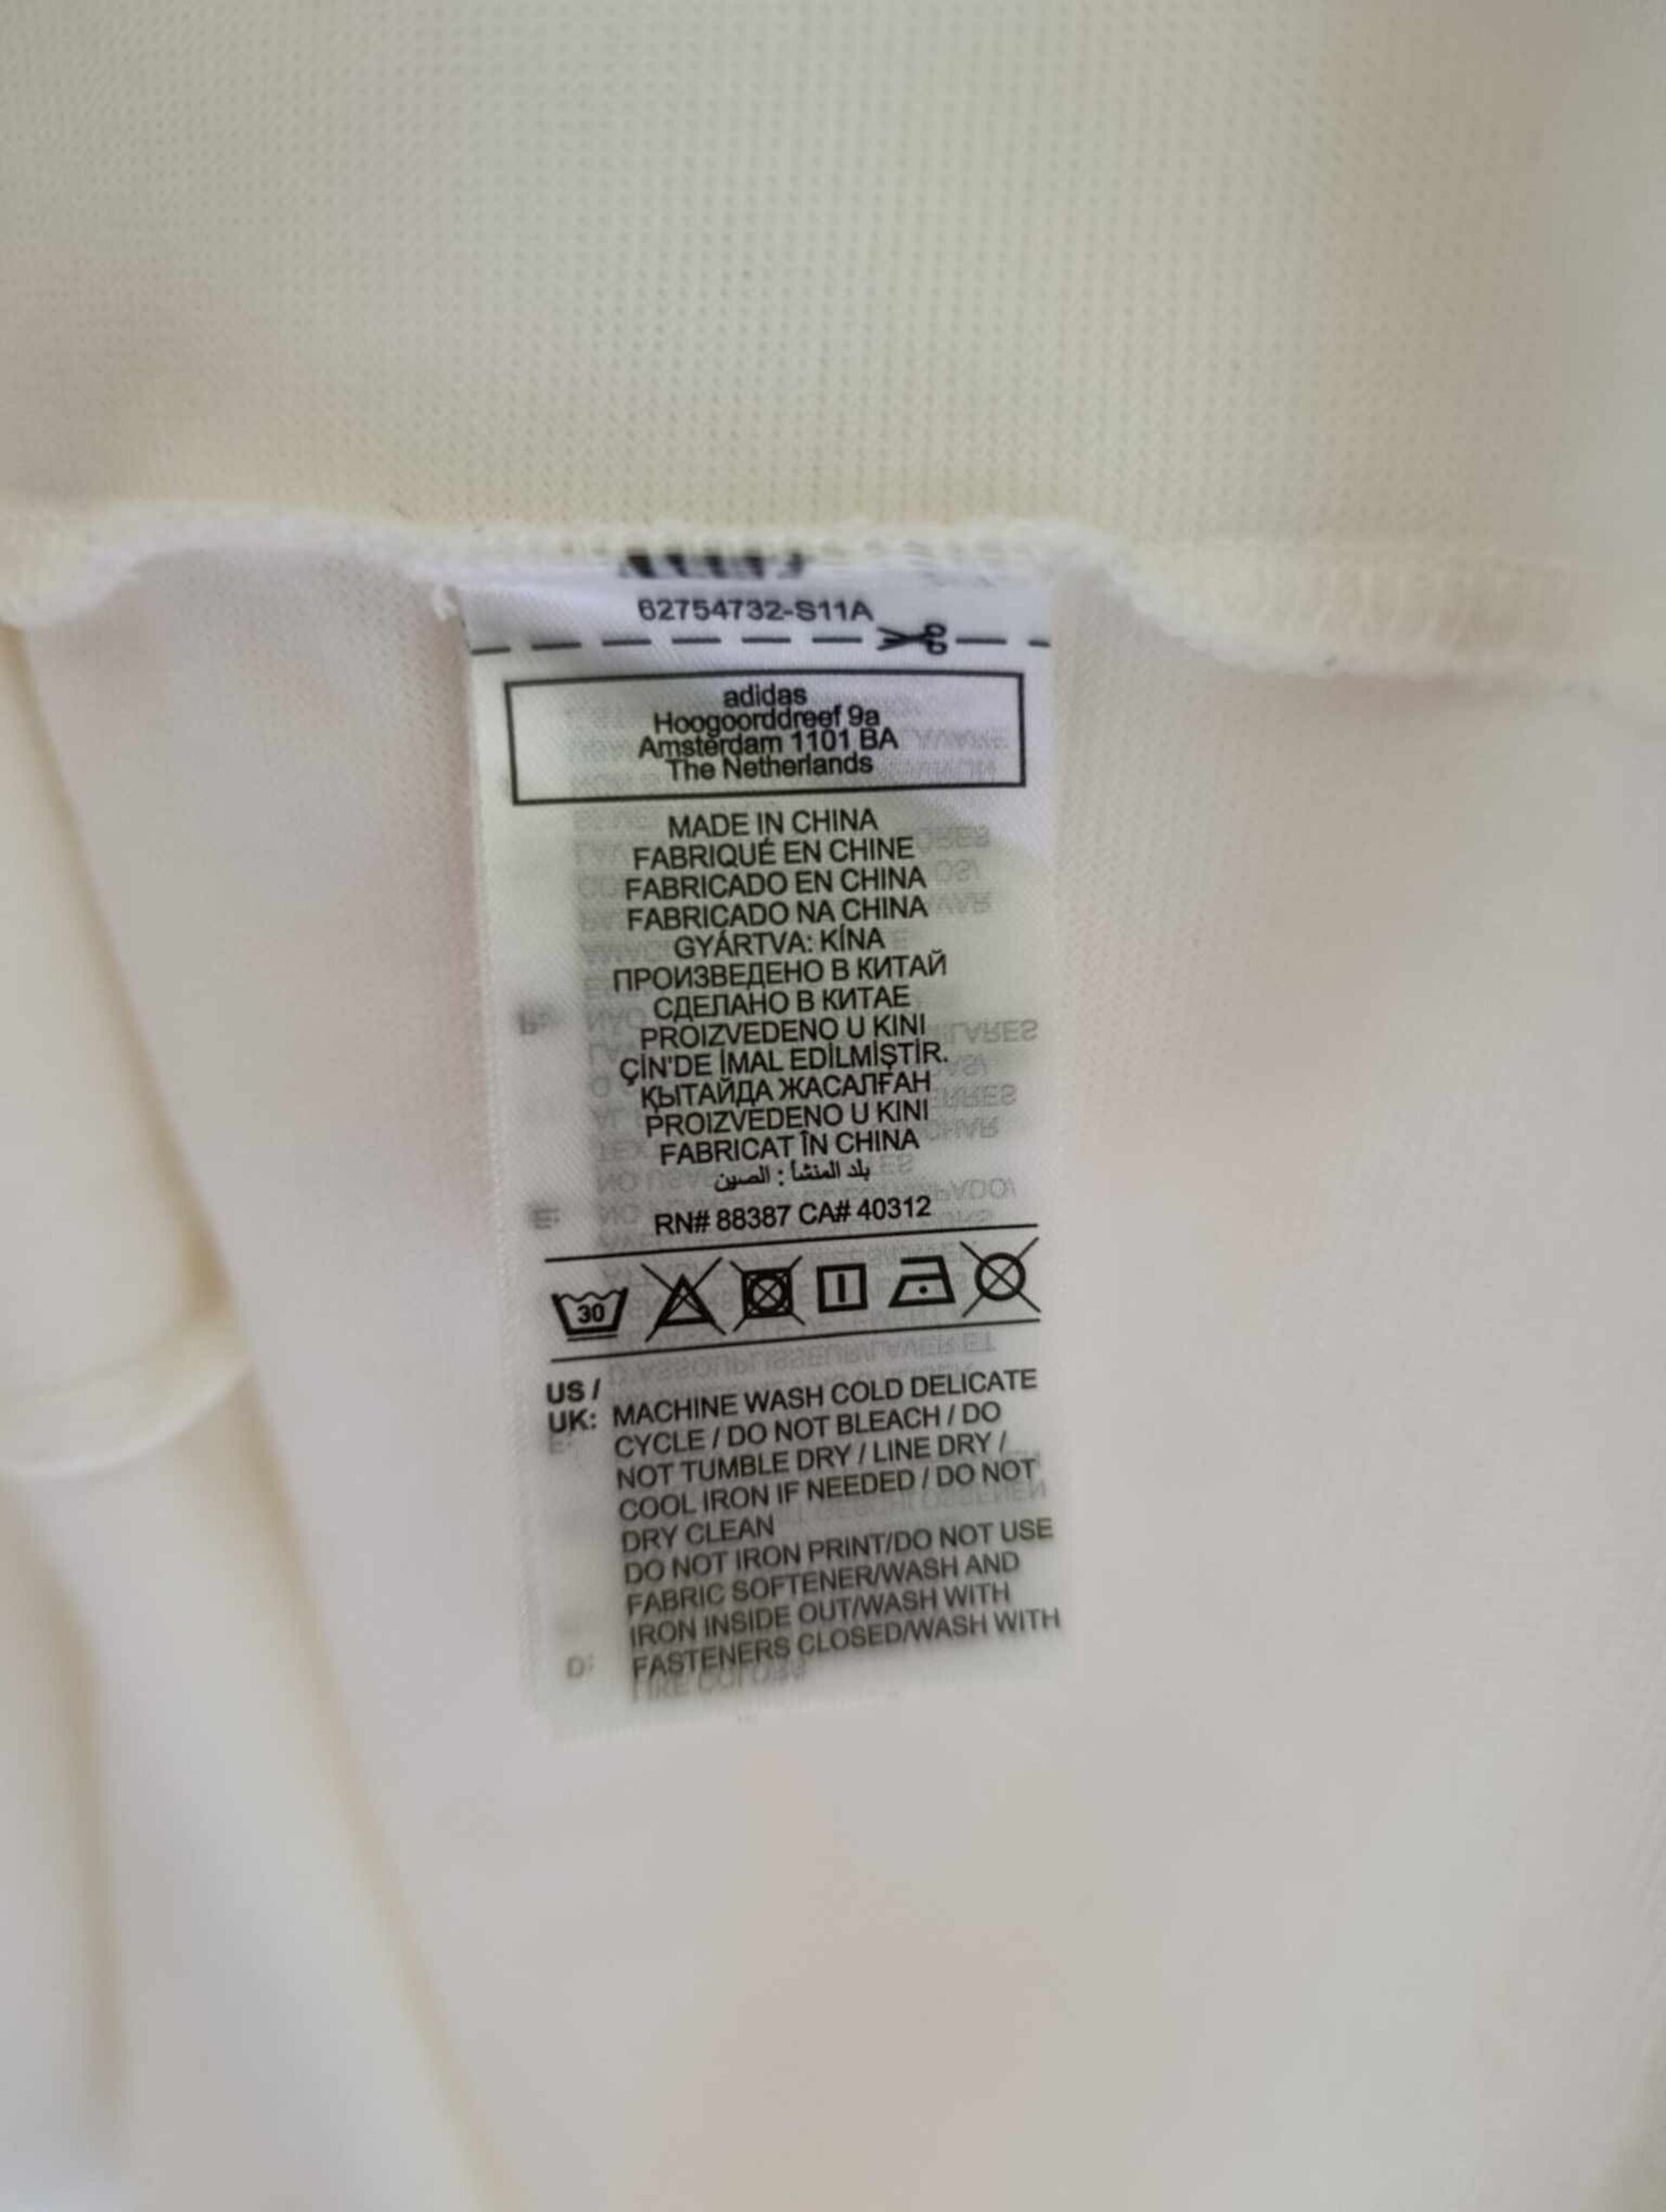 62754732-S11A
adidas
Hoogoorddreef 9a
Amsterdam 1101 BA
The Netherlands
MADE IN CHINA
FABRIQUÉ EN CHINE
FABRICADO EN CHINA
FABRICADO NA CHINA
GYÁRTVA: KÍNA
ПРОИЗВЕДЕНО В КИТАЙ
СДЕЛАНО В КИТАЕ
PROIZVEDENO U KINI
ÇİN'DE İMAL EDİLMİŞTİR.
ҚЫТАЙДА ЖАСАЛҒАН
PROIZVEDENO U KINI
FABRICAT ÎN CHINA
بلد المنشأ : الصين
RN# 88387 CA# 40312
30
US /
UK: MACHINE WASH COLD DELICATE
CYCLE / DO NOT BLEACH / DO
NOT TUMBLE DRY / LINE DRY /
COOL IRON IF NEEDED / DO NOT
DRY CLEAN
DO NOT IRON PRINT/DO NOT USE
FABRIC SOFTENER/WASH AND
IRON INSIDE OUT/WASH WITH
FASTENERS CLOSED/WASH WITH
LIKE COLORS